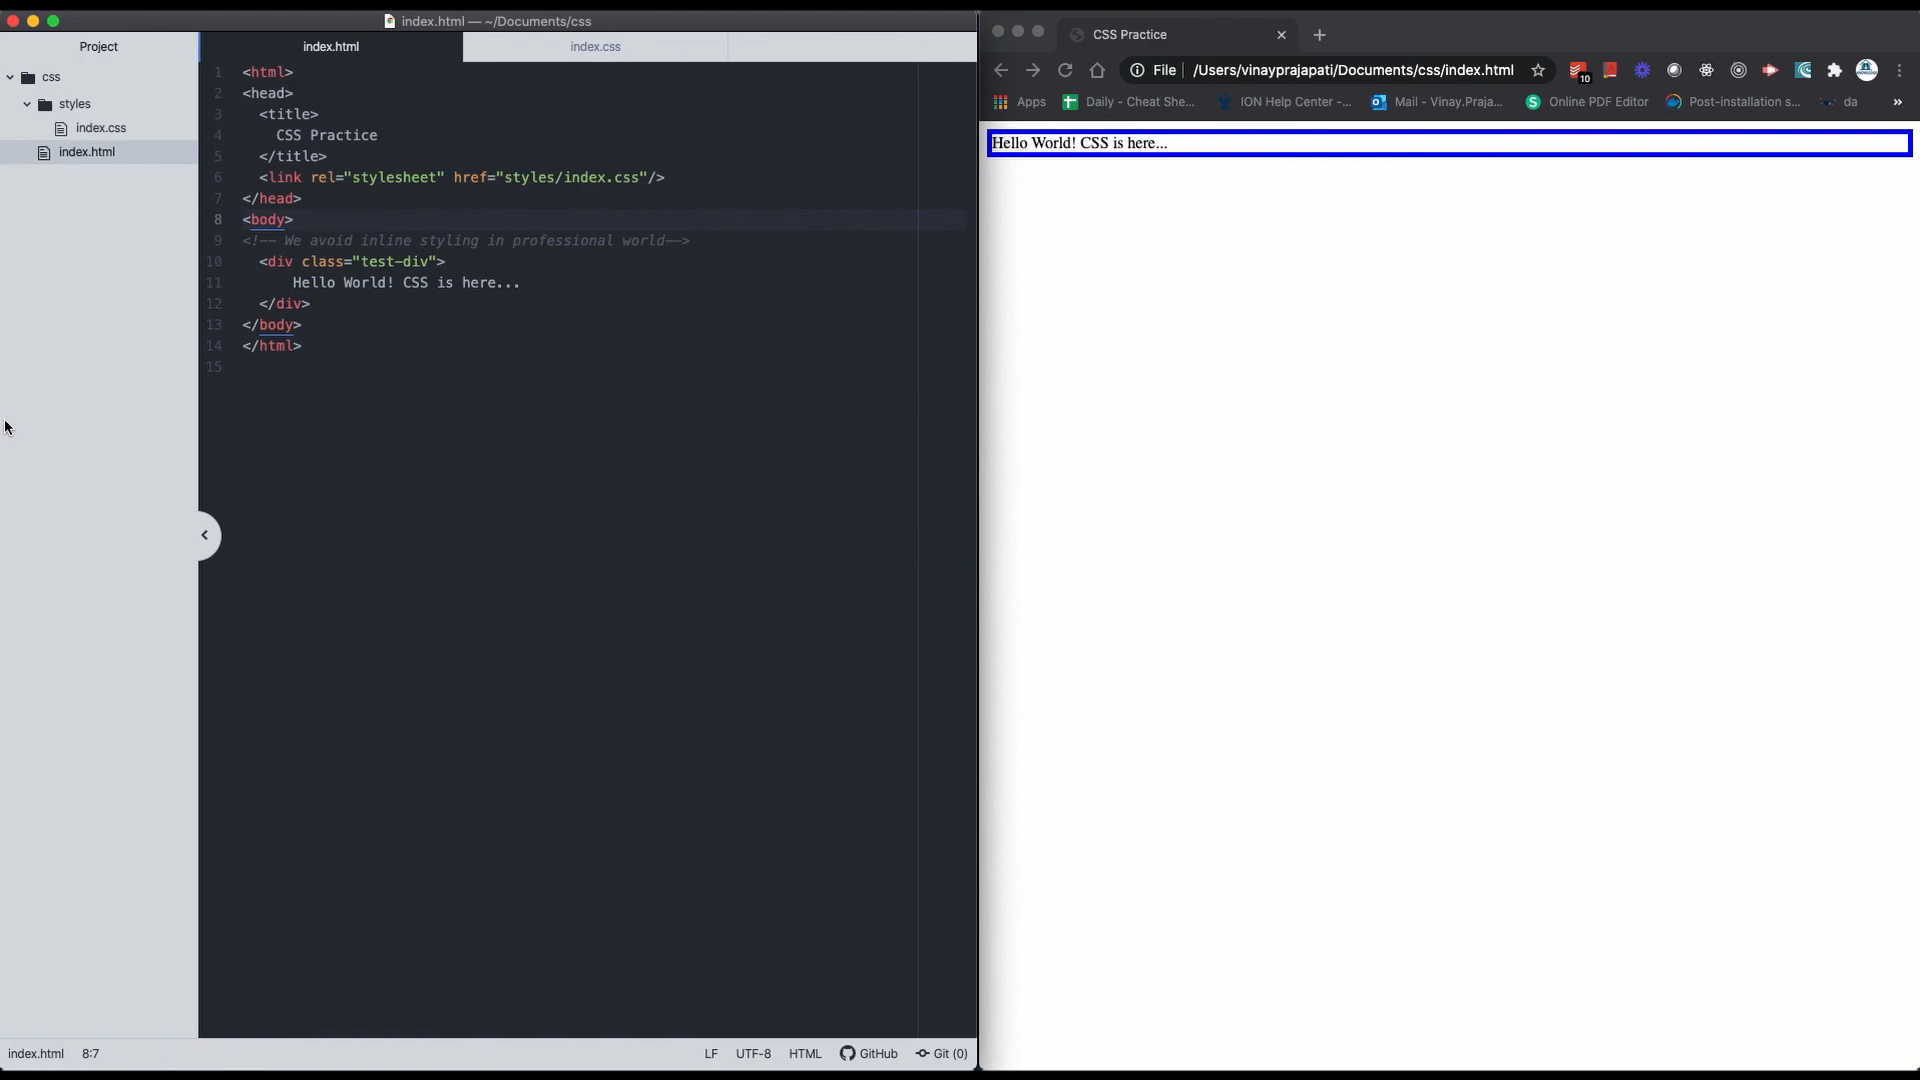 index.html — ~/Documents/css
Project
css
styles
index.css
index.html
index.html
index.css
1 <html>
2 <head>
3 <title>
4 CSS Practice
5 </title>
6 <link rel="stylesheet" href="styles/index.css"/>
7 </head>
8 <body>
9 <!-- We avoid inline styling in professional world-->
10 <div class="test-div">
11 Hello World! CSS is here...
12 </div>
13 </body>
14 </html>
15
index.html 8:7
LF UTF-8 HTML GitHub Git (0)
CSS Practice
File /Users/vinayprajapati/Documents/css/index.html
10
Apps Daily - Cheat She... ION Help Center -... Mail - Vinay.Praja... Online PDF Editor Post-installation s... da »
Hello World! CSS is here...